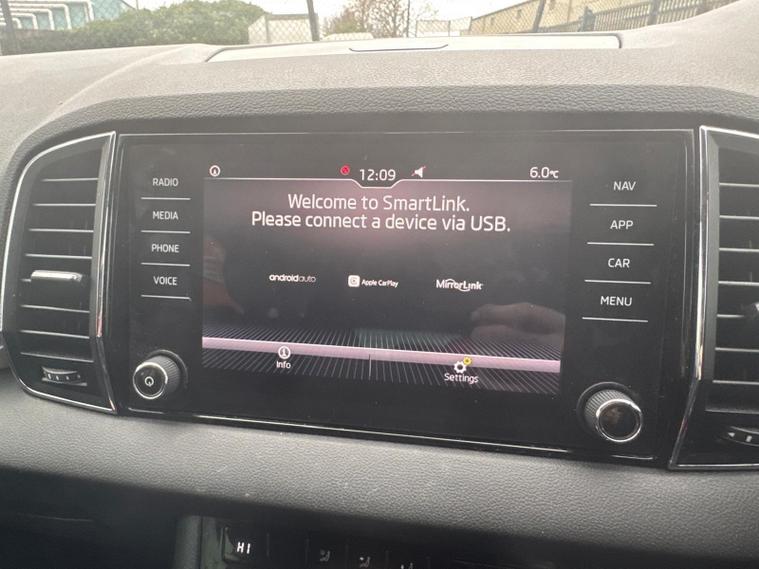 12:09
6.0°C
Welcome to SmartLink.
Please connect a device via USB.
androidauto
Apple CarPlay
MirrorLink
Info
Settings
RADIO
MEDIA
PHONE
VOICE
NAV
APP
CAR
MENU
HI